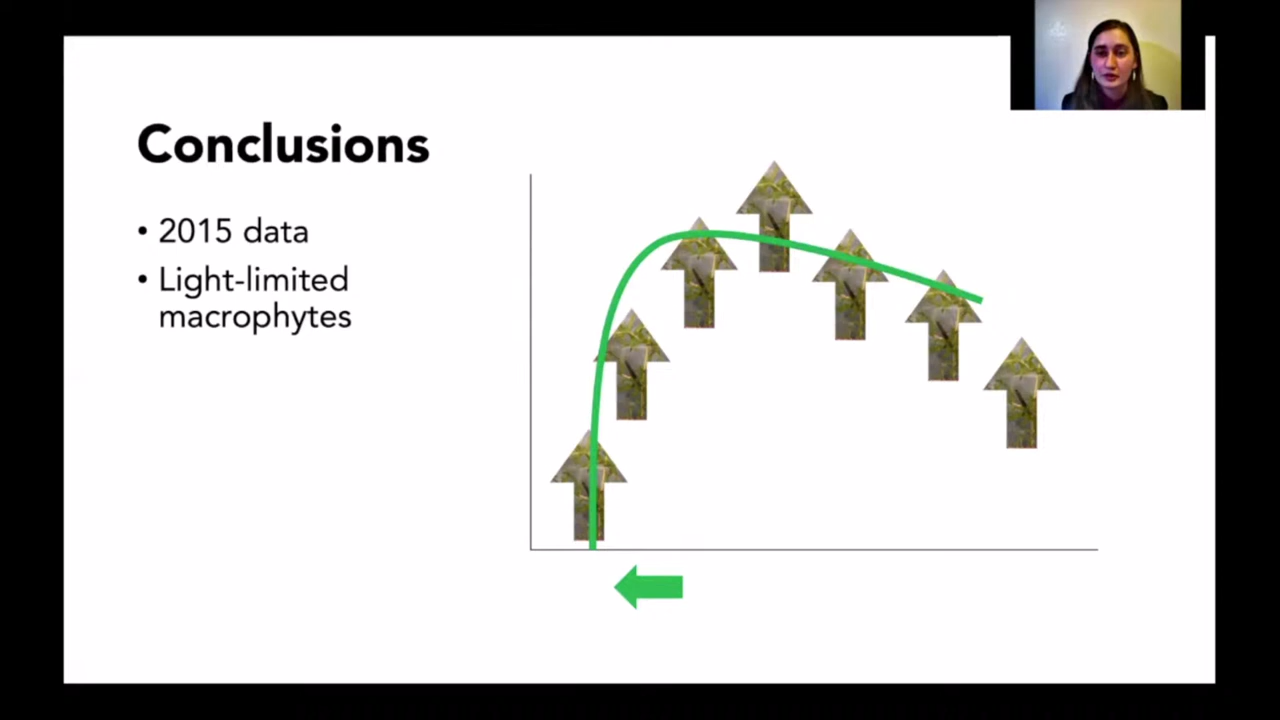 Conclusions
• 2015 data
• Light-limited
macrophytes